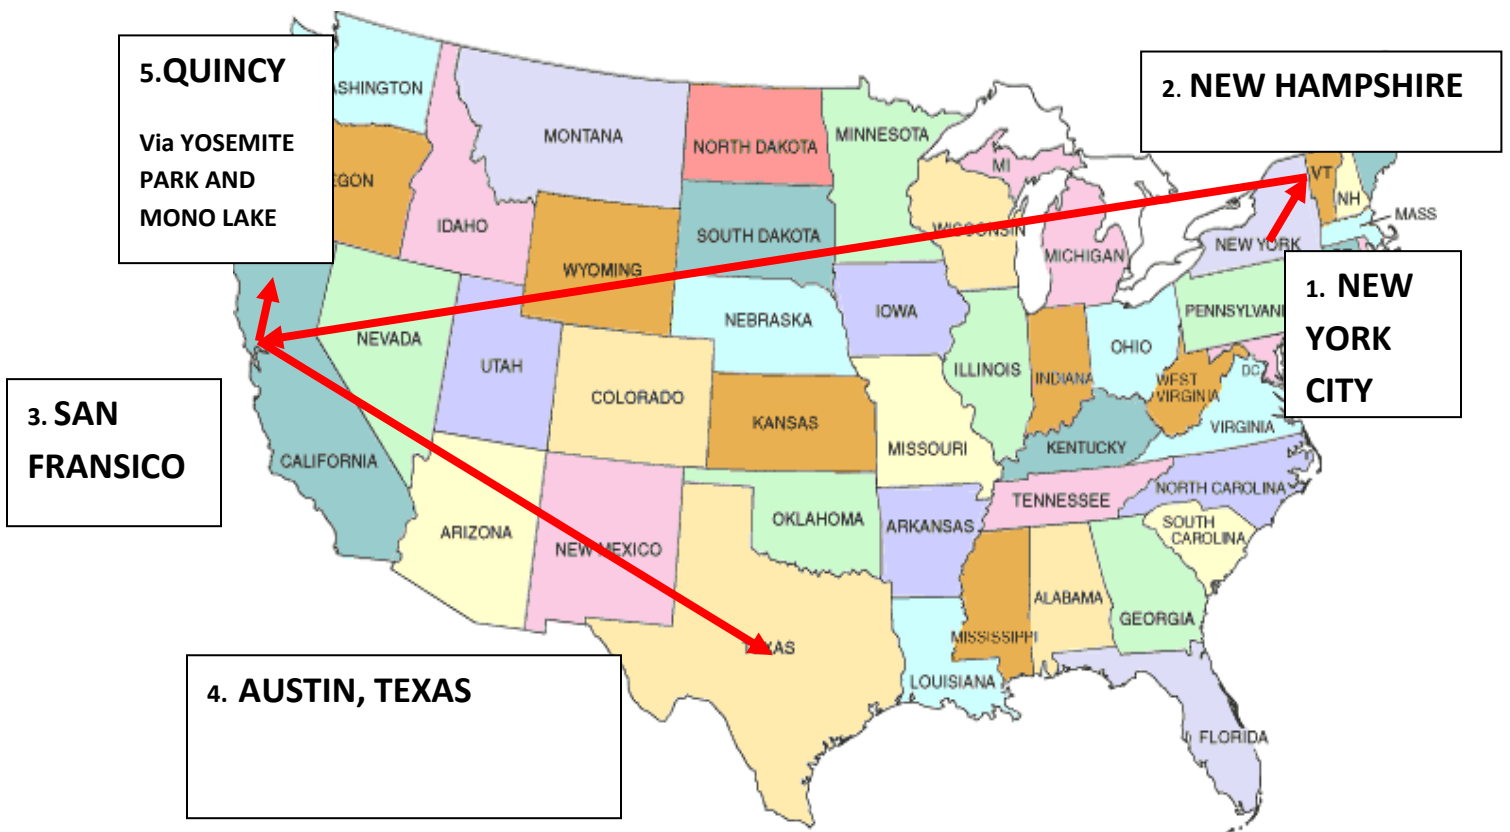 5.QUINCY
Via YOSEMITE
PARK AND
MONO LAKE
2. NEW HAMPSHIRE
1. NEW
YORK
CITY
3. SAN
FRANSICO
4. AUSTIN, TEXAS
ASHINGTON
EGON
IDAHO
MONTANA
NORTH DAKOTA
MINNESOTA
SOUTH DAKOTA
WYOMING
WISCONSIN
MI
MICHIGAN
NEW YORK
VT
NH
MASS
NEVADA
UTAH
COLORADO
NEBRASKA
IOWA
ILLINOIS
INDIANA
OHIO
PENNSYLVANI
WEST
VIRGINIA
DC
VIRGINIA
KENTUCKY
KANSAS
MISSOURI
CALIFORNIA
ARIZONA
NEW MEXICO
OKLAHOMA
ARKANSAS
TENNESSEE
NORTH CAROLINA
SOUTH
CAROLINA
TEXAS
LOUISIANA
MISSISSIPPI
ALABAMA
GEORGIA
FLORIDA